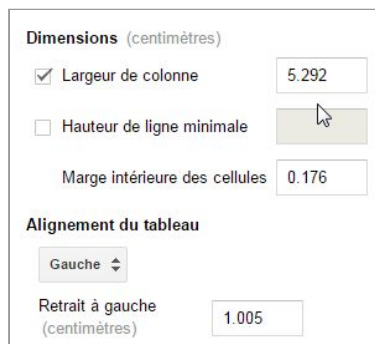 Dimensions (centimètres)
Largeur de colonne 5.292
Hauteur de ligne minimale
Marge intérieure des cellules 0.176
Alignement du tableau
Gauche
Retrait à gauche 1.005
(centimètres)